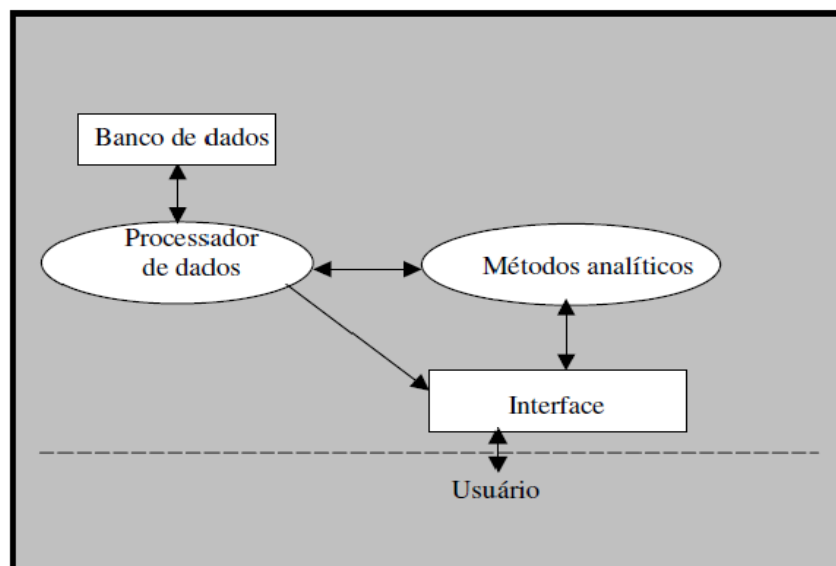 Banco de dados
Processador
de dados
Métodos analíticos
Interface
Usuário